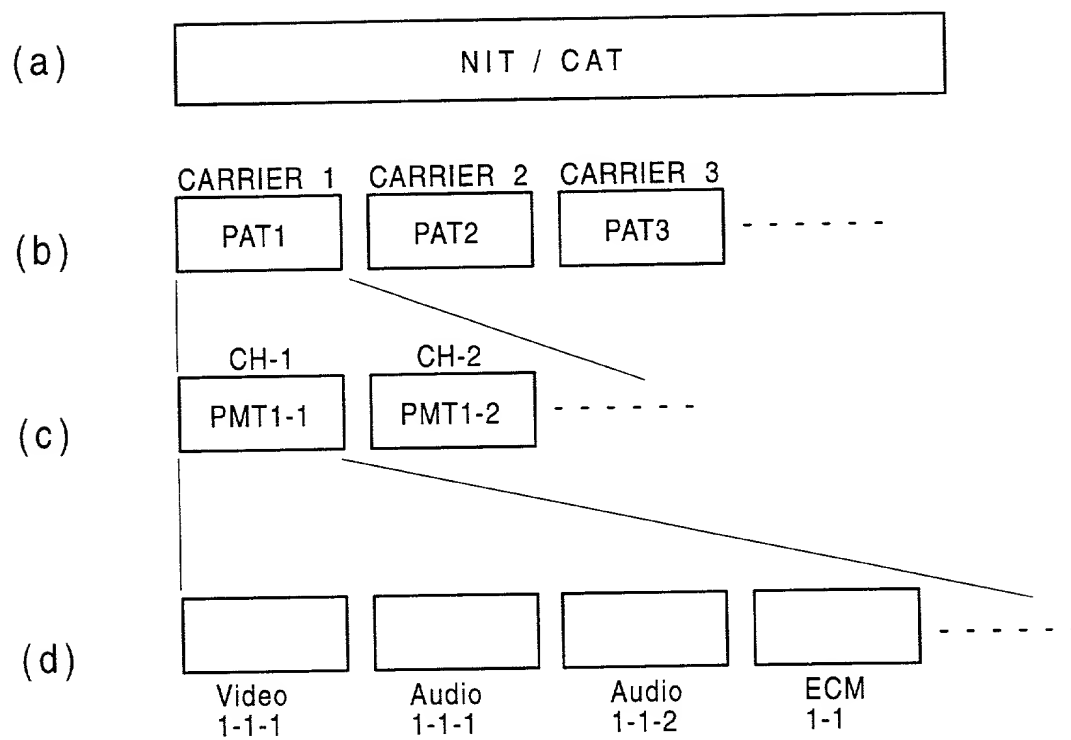 (a)
NIT / CAT
CARRIER 1 CARRIER 2 CARRIER 3
(b)
PAT1 PAT2 PAT3
CH-1 CH-2
(c)
PMT1-1 PMT1-2
(d)
Video Audio Audio ECM
1-1-1 1-1-1 1-1-2 1-1